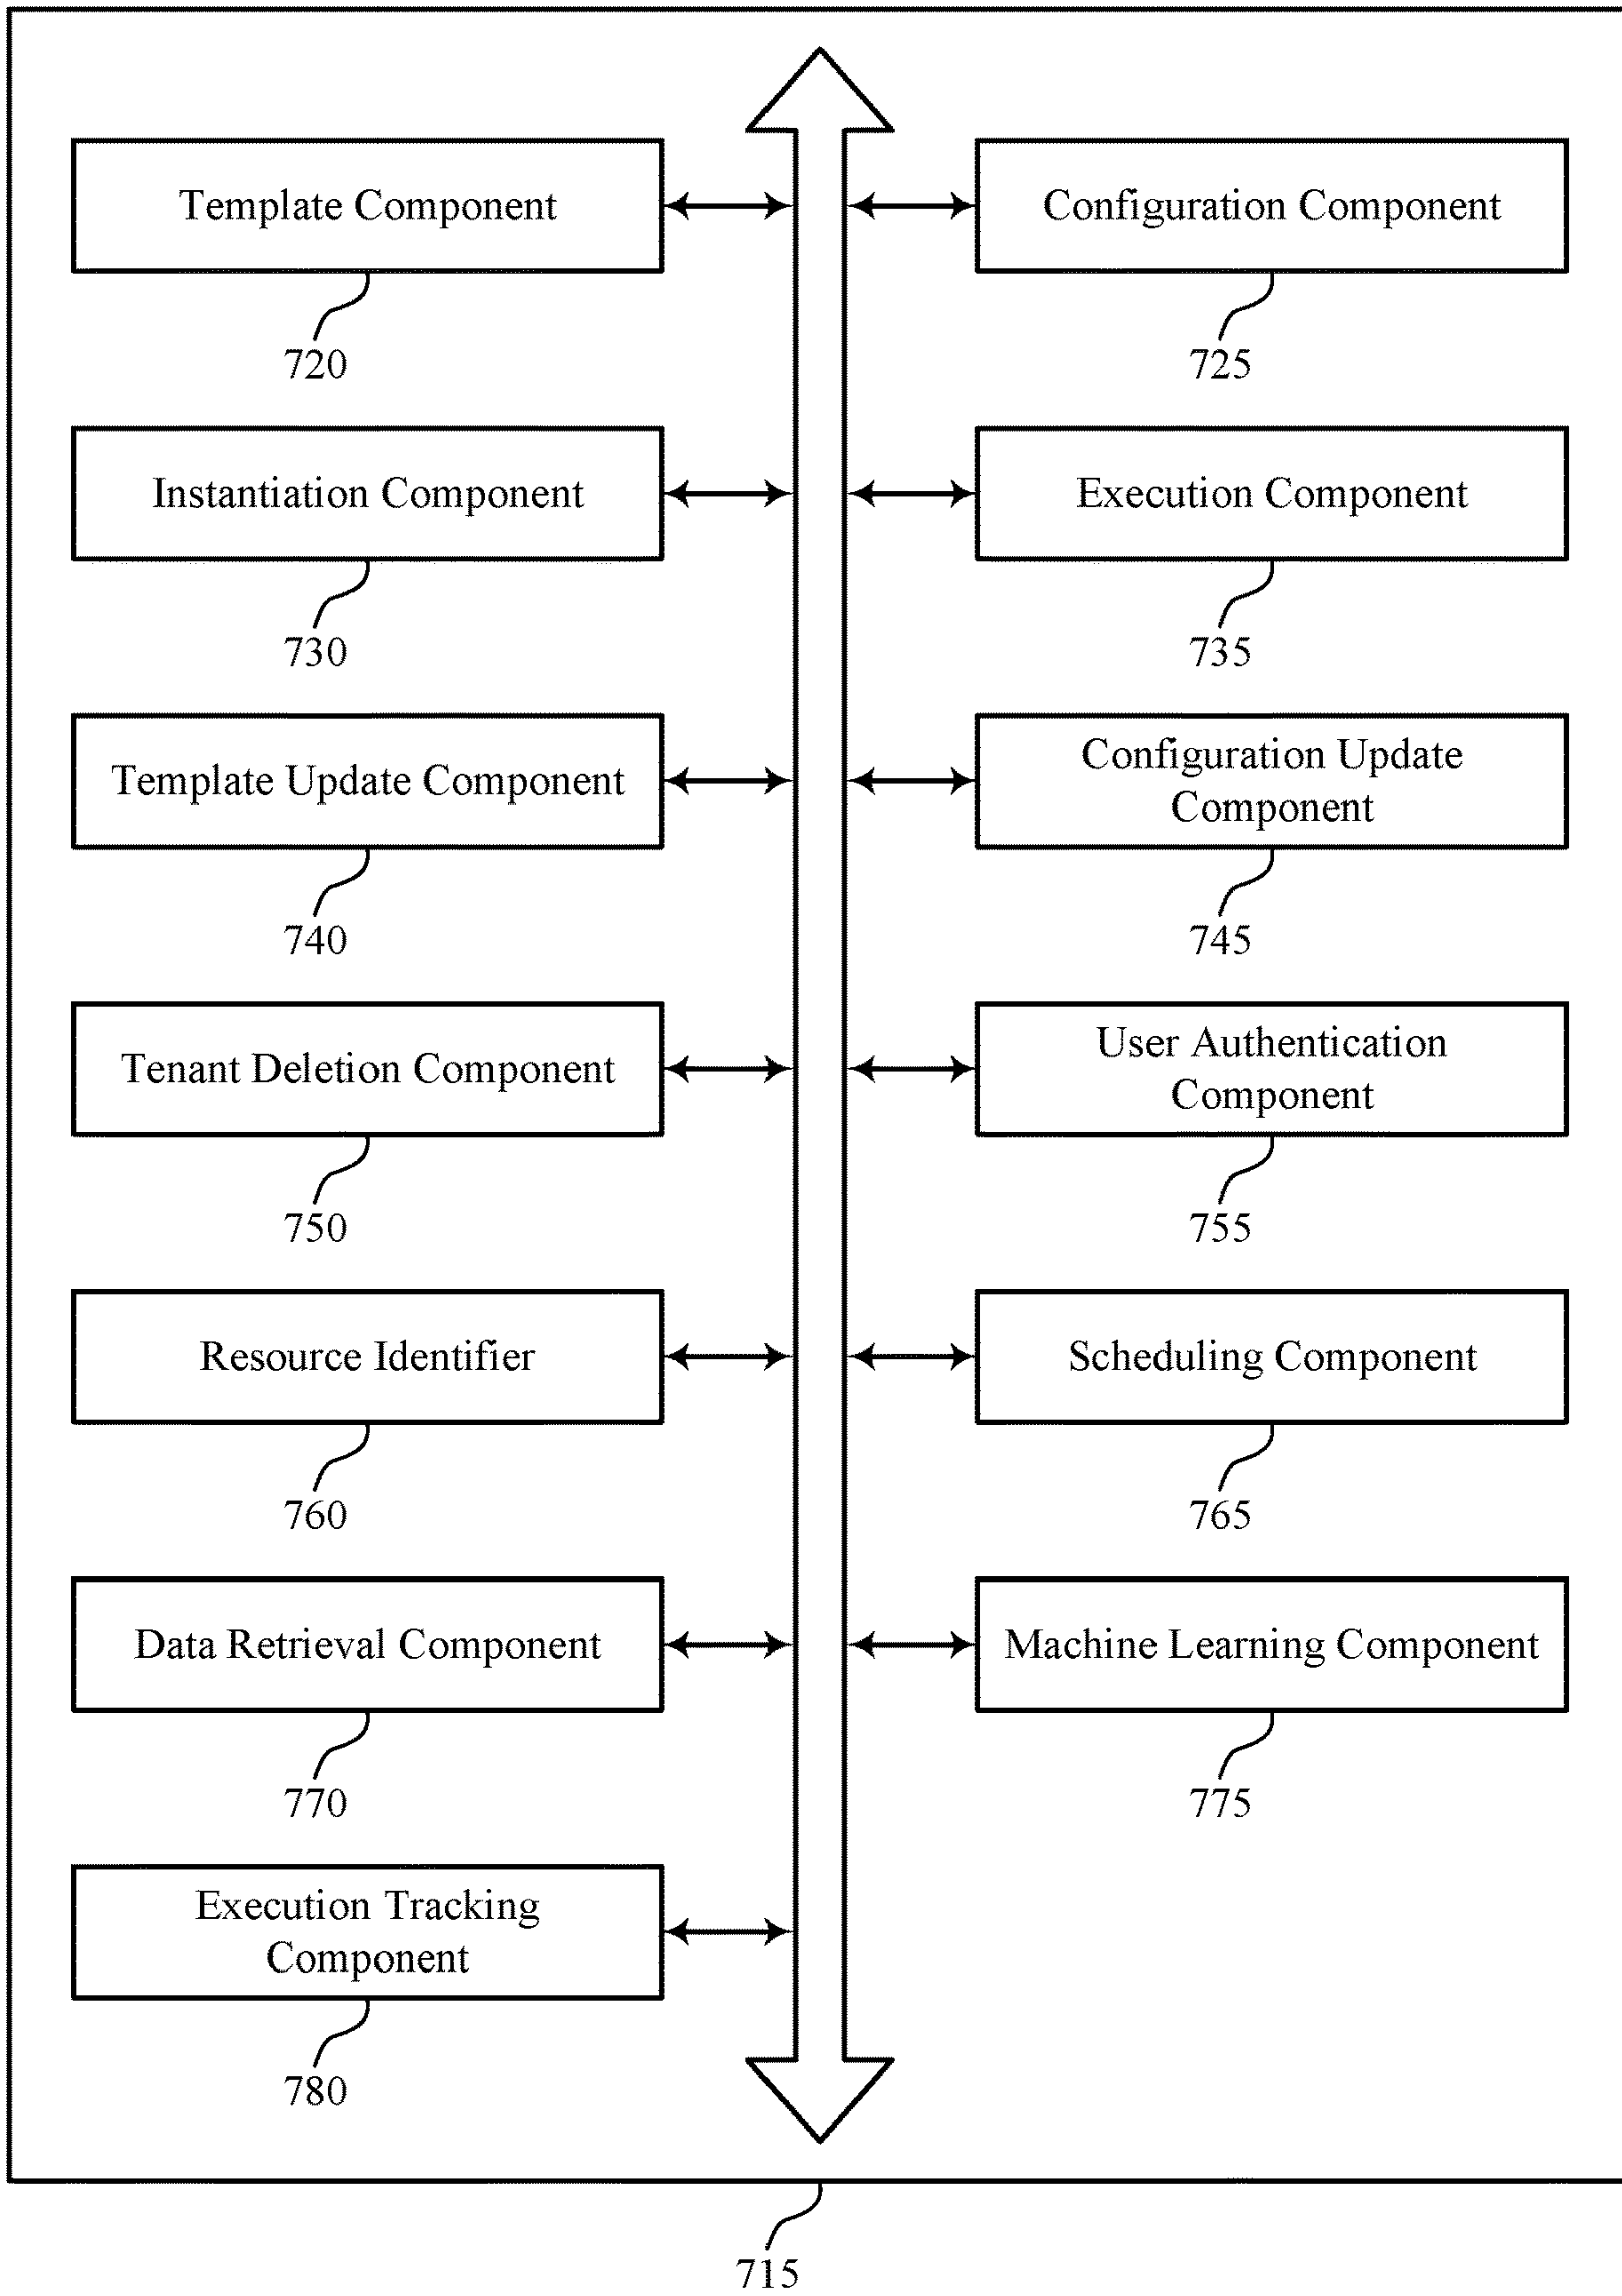 Template Component
720
Configuration Component
725
Instantiation Component
730
Execution Component
735
Template Update Component
740
Configuration Update
Component
745
Tenant Deletion Component
750
User Authentication
Component
755
Resource Identifier
760
Scheduling Component
765
Data Retrieval Component
770
Machine Learning Component
775
Execution Tracking
Component
780
715